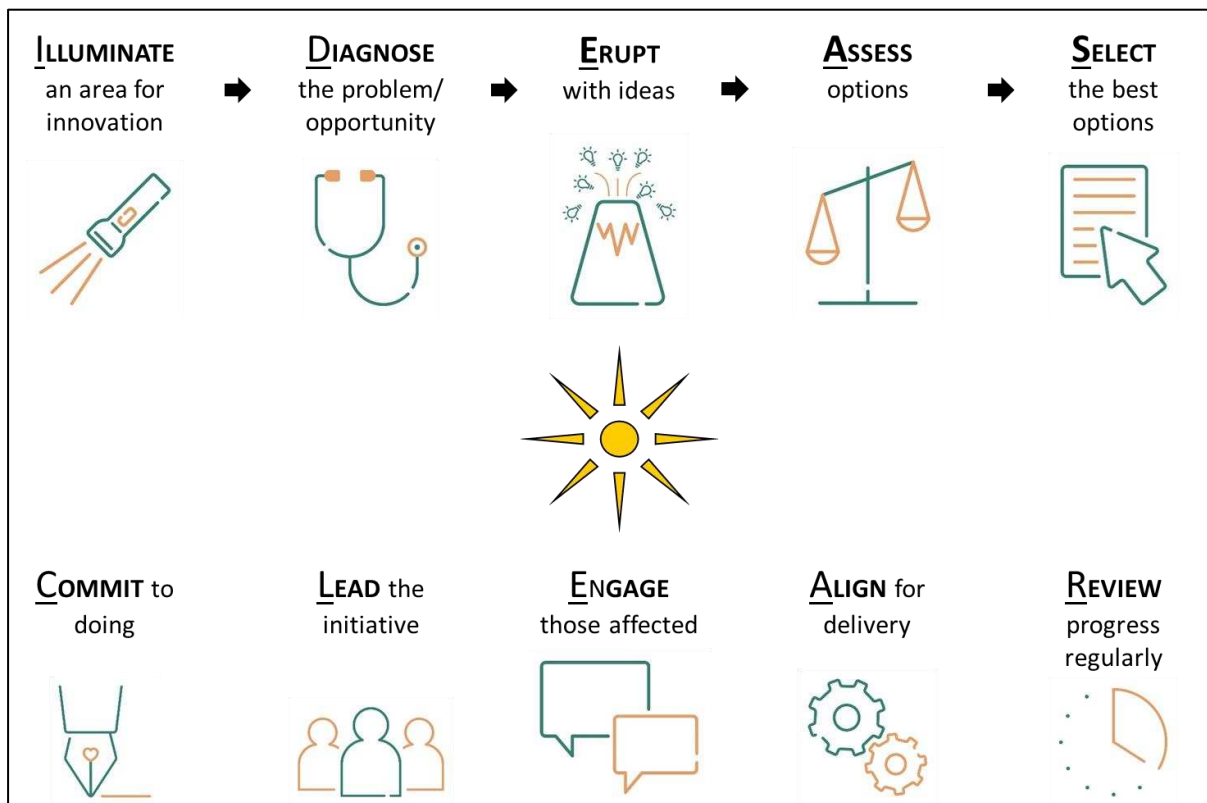 ILLUMINATE
an area for
innovation
DIAGNOSE
the problem/
opportunity
ERUPT
with ideas
ASSESS
options
SELECT
the best
options
COMMIT to
doing
LEAD the
initiative
ENGAGE
those affected
ALIGN for
delivery
REVIEW
progress
regularly